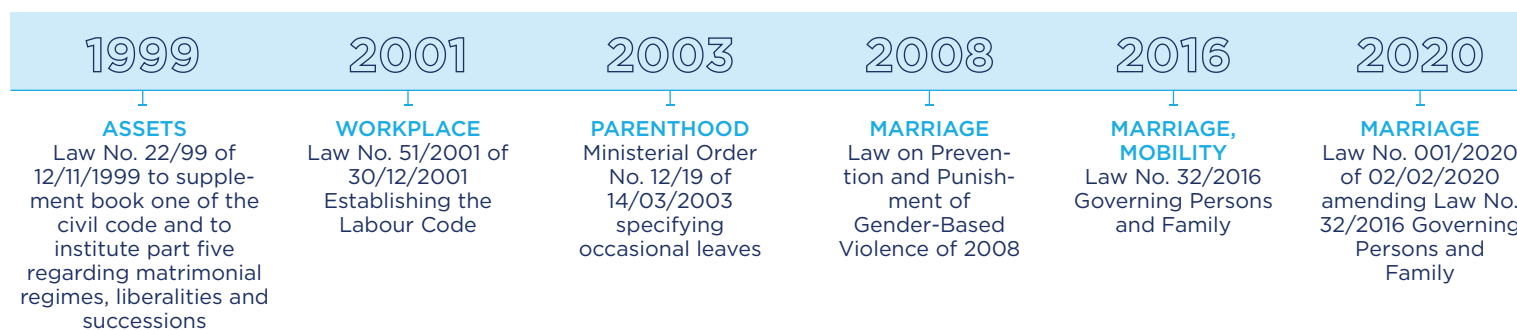 1999
ASSETS
Law No. 22/99 of
12/11/1999 to supple-
ment book one of the
civil code and to
institute part five
regarding matrimonial
regimes, liberalities and
successions
2001
WORKPLACE
Law No. 51/2001 of
30/12/2001
Establishing the
Labour Code
2003
PARENTHOOD
Ministerial Order
No. 12/19 of
14/03/2003
specifying
occasional leaves
2008
MARRIAGE
Law on Preven-
tion and Punish-
ment of
Gender-Based
Violence of 2008
2016
MARRIAGE,
MOBILITY
Law No. 32/2016
Governing Persons
and Family
2020
MARRIAGE
Law No. 001/2020
of 02/02/2020
amending Law No.
32/2016 Governing
Persons and
Family